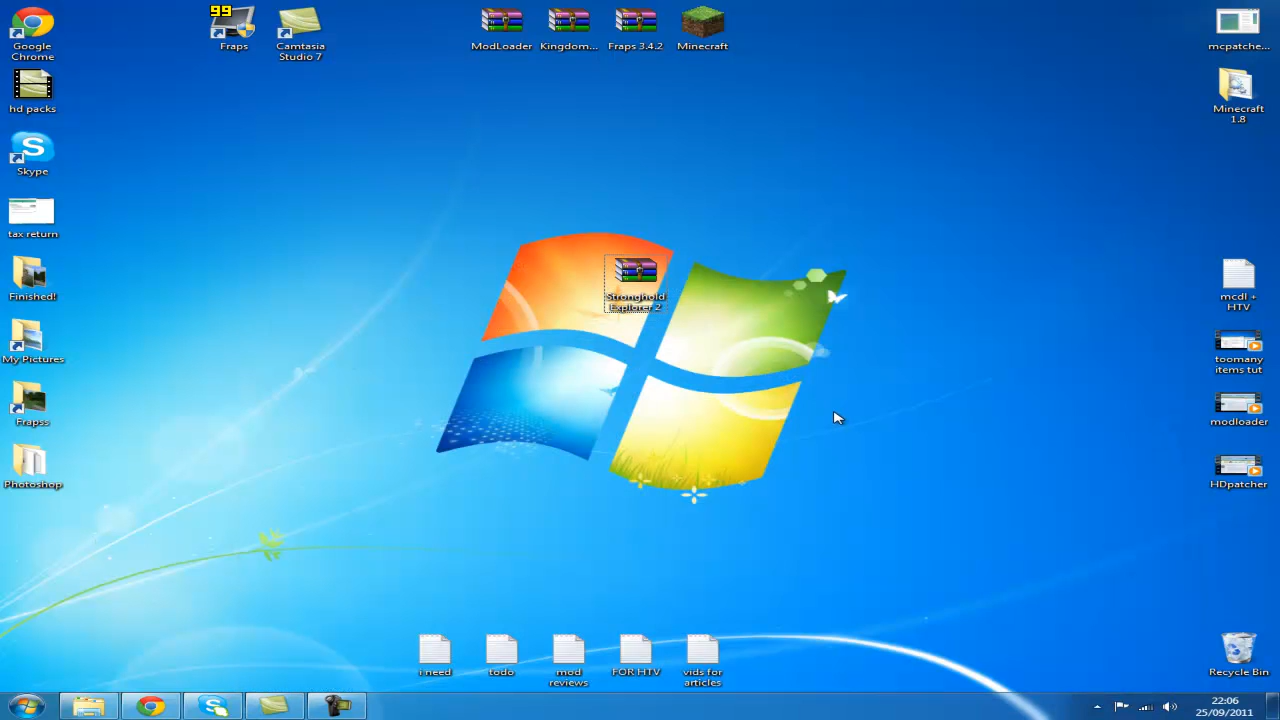 99
Google
Chrome
Fraps
Camtasia
Studio 7
ModLoader
Kingdom...
Fraps 3.4.2
Minecraft
mcpatche...
hd packs
Minecraft
1.8
Skype
tax return
Finished!
Stronghold
Explorer 2
mcdl +
HTV
My Pictures
toomany
items tut
Frapss
modloader
Photoshop
HDpatcher
i need
todo
mod
reviews
FOR HTV
vids for
articles
Recycle Bin
22:06
25/09/2011